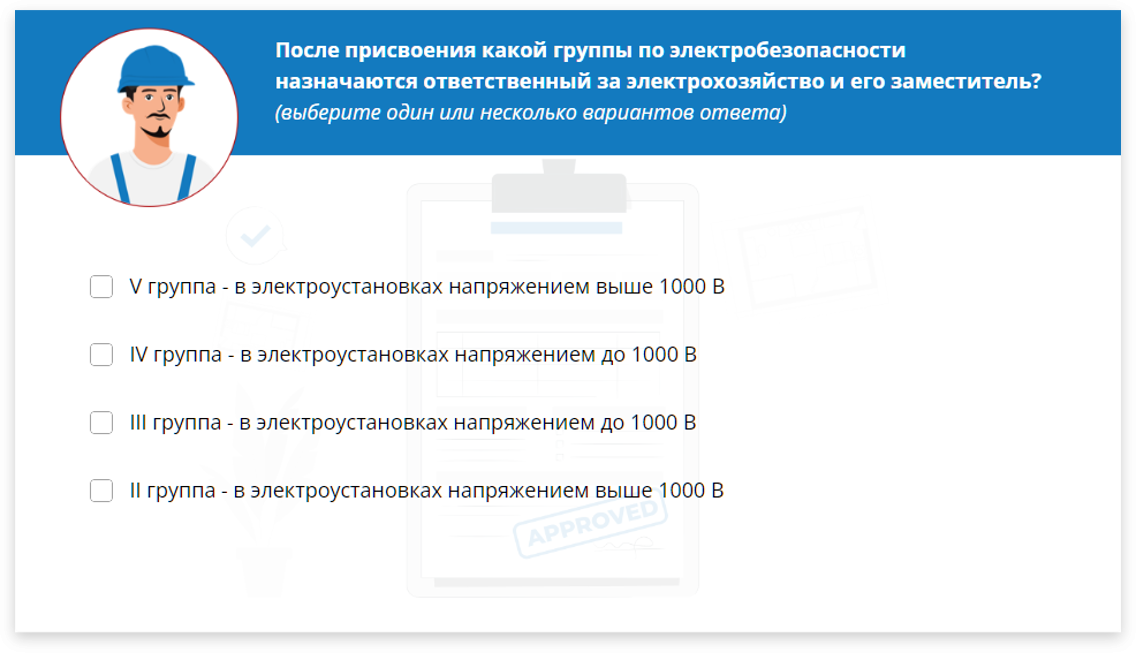 После присвоения какой группы по электробезопасности
назначаются ответственный за электрохозяйство и его заместитель?
(выберите один или несколько вариантов ответа)
V группа - в электроустановках напряжением выше 1000 В
IV группа - в электроустановках напряжением до 1000 В
III группа - в электроустановках напряжением до 1000 В
II группа - в электроустановках напряжением выше 1000 В
APPROVED